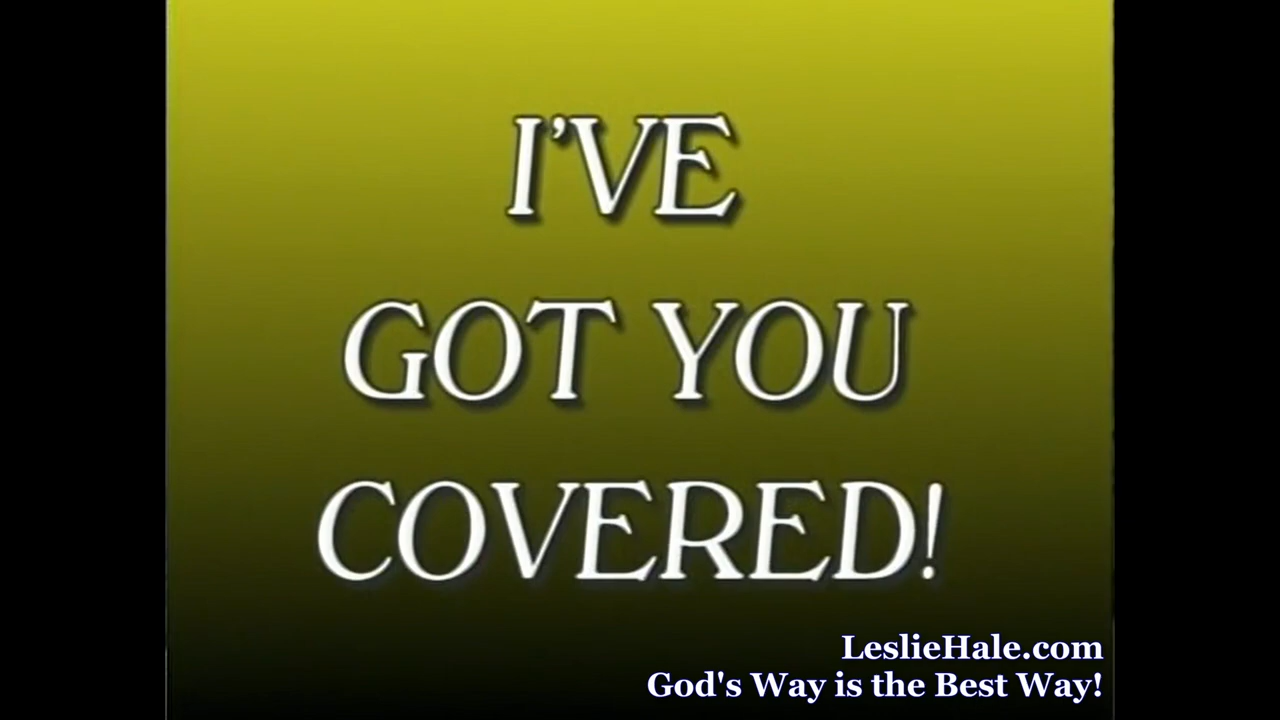 I'VE
GOT YOU
COVERED!
LeslieHale.com
God's Way is the Best Way!